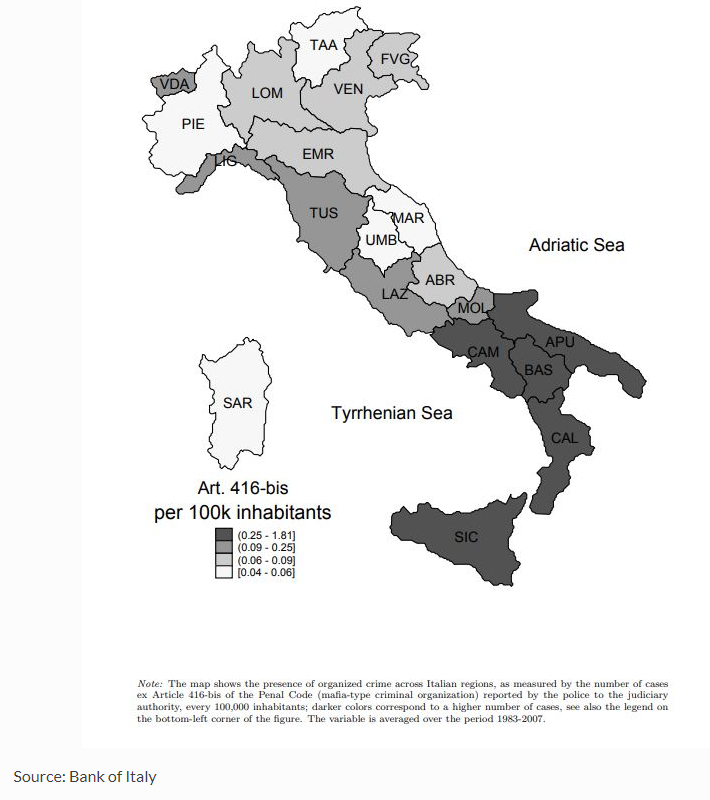 TAA
FVG
VDA
LOM
VEN
PIE
EMR
LIG
TUS
MAR
UMB
Adriatic Sea
ABR
LAZ
MOL
APU
CAM
BAS
SAR
Tyrrhenian Sea
CAL
Art. 416-bis
per 100k inhabitants
(0.25 - 1.81]
(0.09 - 0.25]
(0.06 - 0.09]
[0.04 - 0.06]
SIC
Note: The map shows the presence of organized crime across Italian regions, as measured by the number of cases
ex Article 416-bis of the Penal Code (mafia-type criminal organization) reported by the police to the judiciary
authority, every 100,000 inhabitants; darker colors correspond to a higher number of cases, see also the legend on
the bottom-left corner of the figure. The variable is averaged over the period 1983-2007.
Source: Bank of Italy